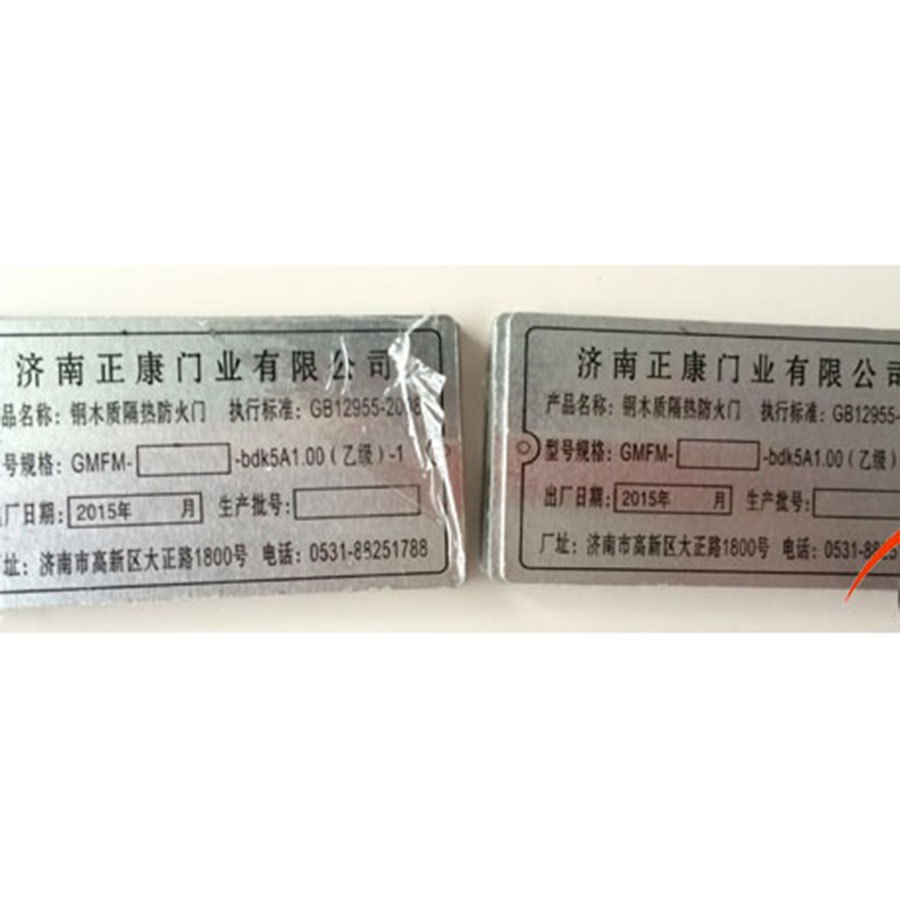 济南正康门业有限公司
品名称：钢木质隔热防火门 执行标准：GB12955-2008
号规格：GMFM- -bdk5A1.00（乙级）-1
厂日期：2015年 月 生产批号：
址：济南市高新区大正路1800号 电话：0531-88251788
济南正康门业有限公司
产品名称：钢木质隔热防火门 执行标准：GB12955-
型号规格：GMFM- -bdk5A1.00（乙级）
出厂日期：2015年 月 生产批号：
厂址：济南市高新区大正路1800号 电话：0531-8825